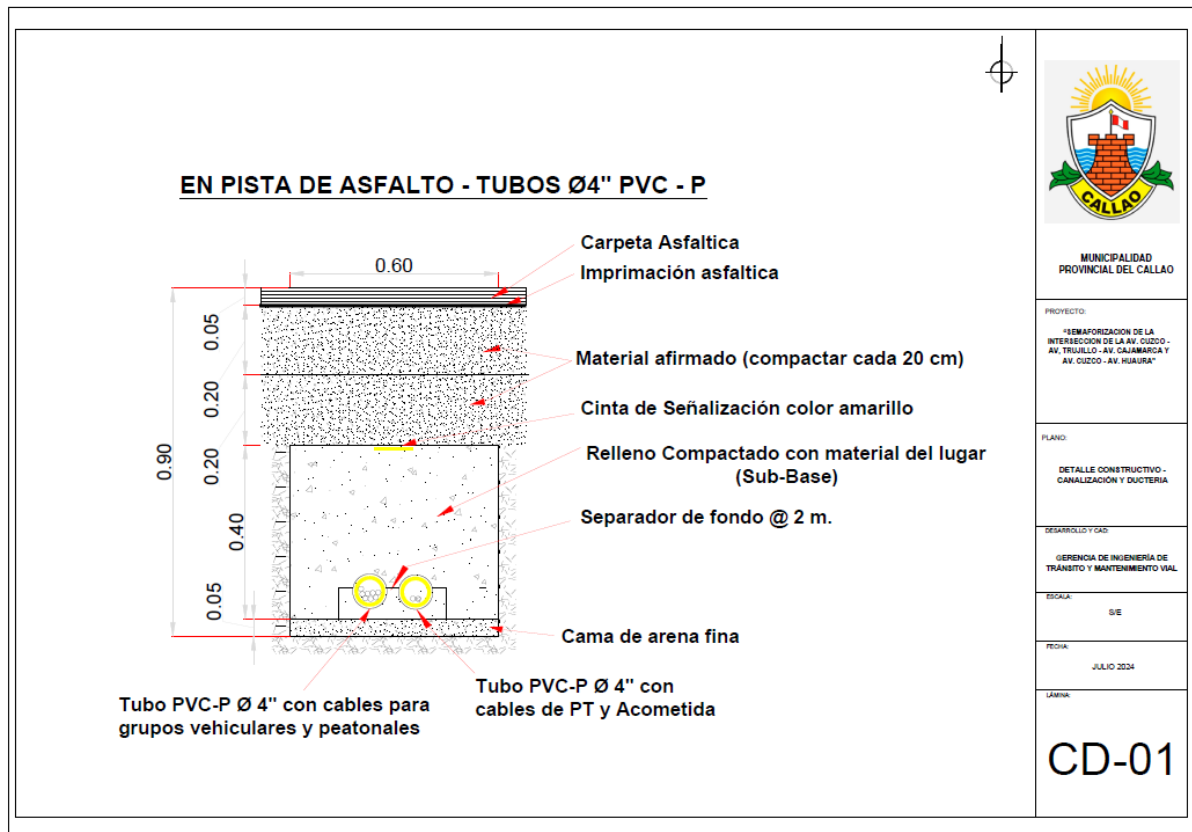 EN PISTA DE ASFALTO - TUBOS Ø4" PVC - P
0.60
Carpeta Asfaltica
Imprimación asfaltica
0.05
Material afirmado (compactar cada 20 cm)
0.20
Cinta de Señalización color amarillo
0.90
0.20
Relleno Compactado con material del lugar
(Sub-Base)
Separador de fondo @ 2 m.
0.40
0.05
Cama de arena fina
Tubo PVC-P Ø 4" con cables para
grupos vehiculares y peatonales
Tubo PVC-P Ø 4" con
cables de PT y Acometida
CALLAO
MUNICIPALIDAD
PROVINCIAL DEL CALLAO
PROYECTO:
"SEMAFORIZACION DE LA
INTERSECCION DE LA AV. CUZCO -
AV, TRUJILLO - AV. CAJAMARCA Y
AV. CUZCO - AV. HUAURA"
PLANO:
DETALLE CONSTRUCTIVO -
CANALIZACIÓN Y DUCTERIA
DESARROLLO Y CAD:
GERENCIA DE INGENIERÍA DE
TRÁNSITO Y MANTENIMIENTO VIAL
ESCALA:
S/E
FECHA:
JULIO 2024
LÁMINA:
CD-01